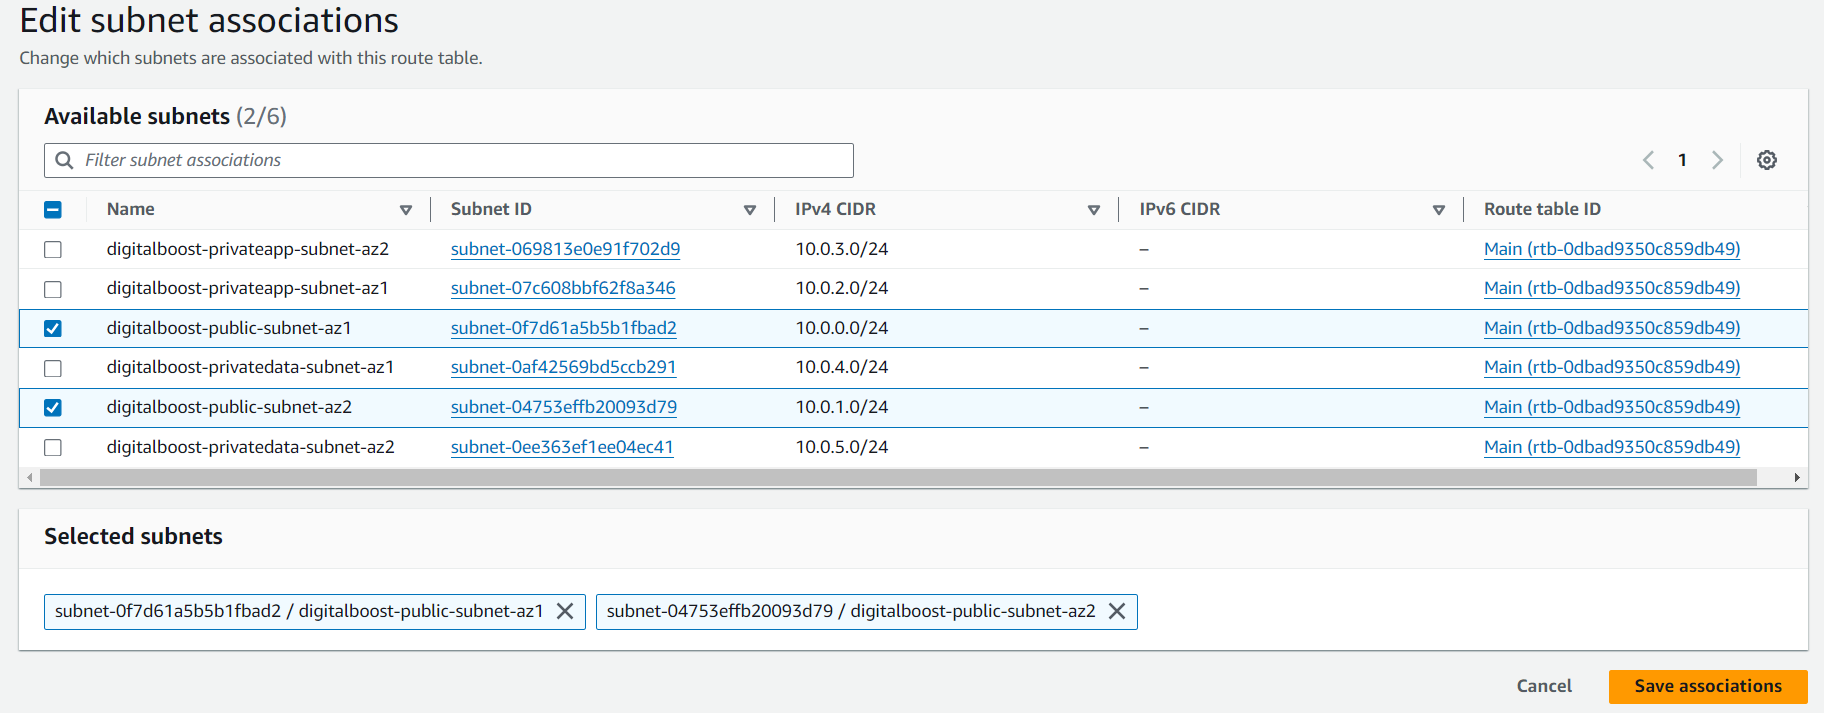 Edit subnet associations
Change which subnets are associated with this route table.
Available subnets (2/6)
Filter subnet associations
1
Name Subnet ID IPv4 CIDR IPv6 CIDR Route table ID
digitalboost-privateapp-subnet-az2 subnet-069813e0e91f702d9 10.0.3.0/24 – Main (rtb-0dbad9350c859db49)
digitalboost-privateapp-subnet-az1 subnet-07c608bbf62f8a346 10.0.2.0/24 – Main (rtb-0dbad9350c859db49)
digitalboost-public-subnet-az1 subnet-0f7d61a5b5b1fbad2 10.0.0.0/24 – Main (rtb-0dbad9350c859db49)
digitalboost-privatedata-subnet-az1 subnet-0af42569bd5ccb291 10.0.4.0/24 – Main (rtb-0dbad9350c859db49)
digitalboost-public-subnet-az2 subnet-04753effb20093d79 10.0.1.0/24 – Main (rtb-0dbad9350c859db49)
digitalboost-privatedata-subnet-az2 subnet-0ee363ef1ee04ec41 10.0.5.0/24 – Main (rtb-0dbad9350c859db49)
Selected subnets
subnet-0f7d61a5b5b1fbad2 / digitalboost-public-subnet-az1 subnet-04753effb20093d79 / digitalboost-public-subnet-az2
Cancel Save associations